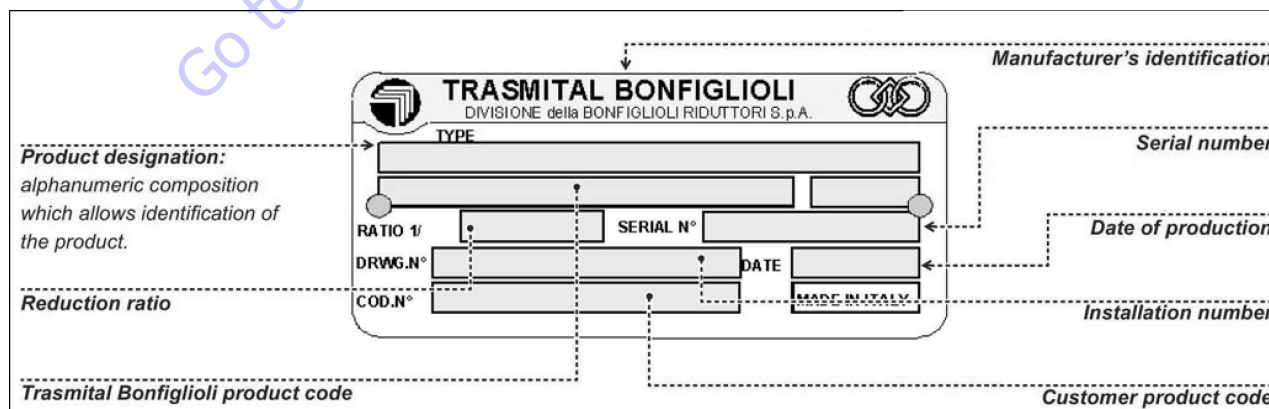 Go to
Manufacturer's identification
TRASMITAL BONFIGLIOLI
DIVISIONE della BONFIGLIOLI RIDUTTORI S.p.A.
TYPE
Product designation:
alphanumeric composition
which allows identification of
the product.
Serial number
RATIO 1/
SERIAL N°
Date of production
DRWG.N°
DATE
Reduction ratio
COD.N°
MADE IN ITALY
Installation number
Trasmital Bonfiglioli product code
Customer product code